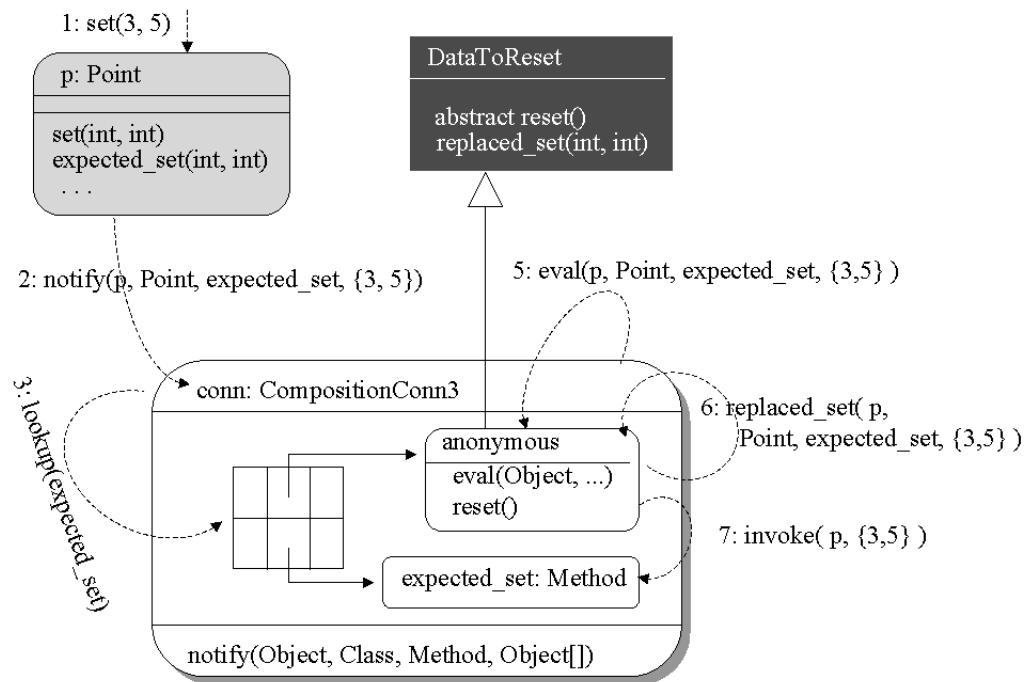 1: set(3, 5)
p: Point
set(int, int)
expected_set(int, int)
. . .
DataToReset
abstract reset()
replaced_set(int, int)
2: notify(p, Point, expected_set, {3, 5})
5: eval(p, Point, expected_set, {3,5} )
3: lookup(expected_set)
conn: CompositionConn3
6: replaced_set( p,
Point, expected_set, {3,5} )
anonymous
eval(Object, ...)
reset()
7: invoke( p, {3,5} )
expected_set: Method
notify(Object, Class, Method, Object[])